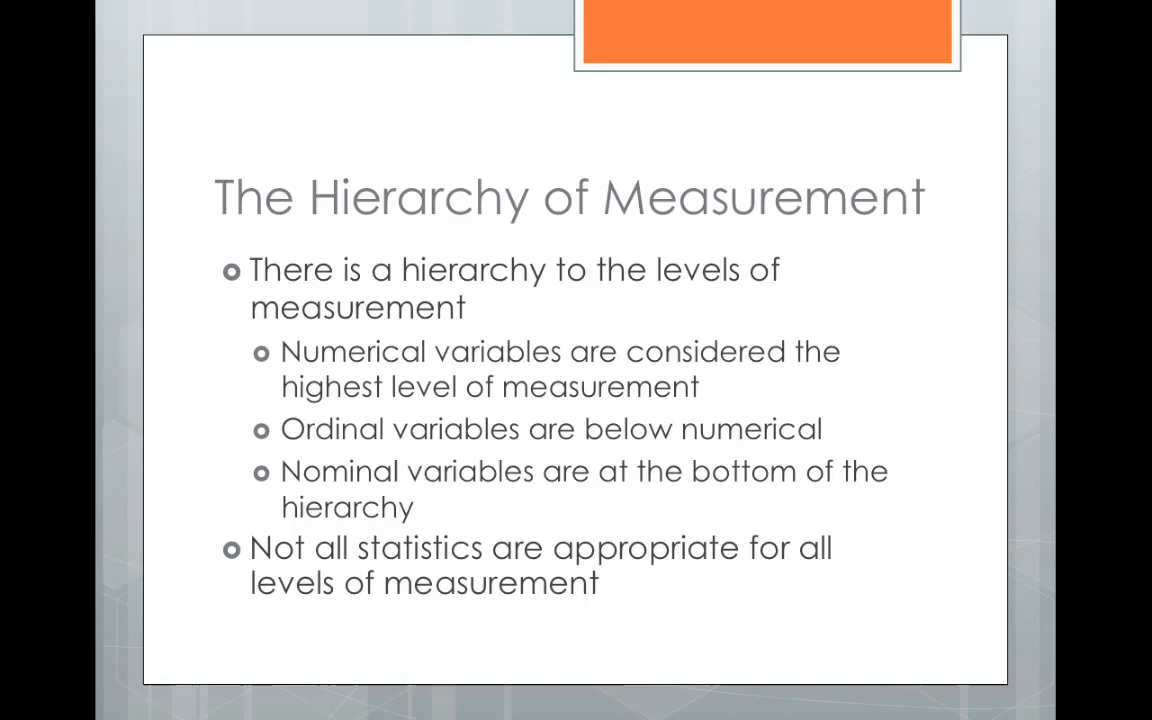 The Hierarchy of Measurement
There is a hierarchy to the levels of
measurement
Numerical variables are considered the
highest level of measurement
Ordinal variables are below numerical
Nominal variables are at the bottom of the
hierarchy
Not all statistics are appropriate for all
levels of measurement